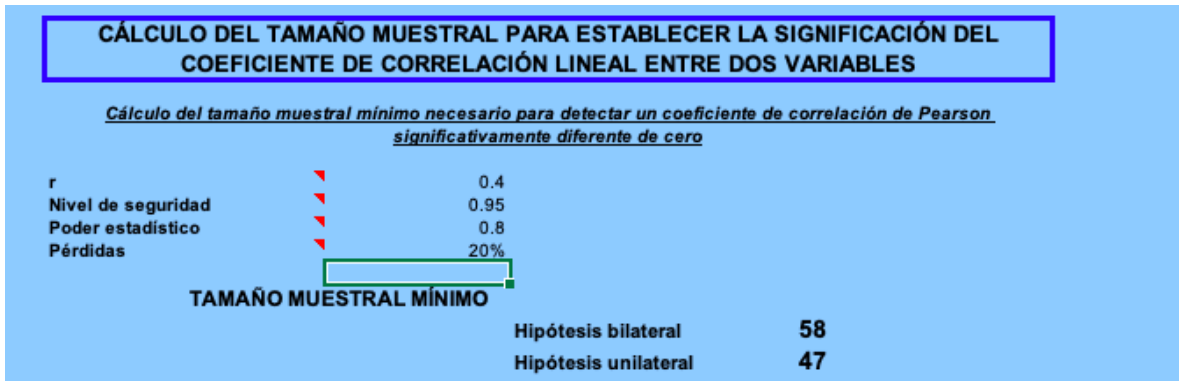 CÁLCULO DEL TAMAÑO MUESTRAL PARA ESTABLECER LA SIGNIFICACIÓN DEL
COEFICIENTE DE CORRELACIÓN LINEAL ENTRE DOS VARIABLES
Cálculo del tamaño muestral mínimo necesario para detectar un coeficiente de correlación de Pearson
significativamente diferente de cero
r 0.4
Nivel de seguridad 0.95
Poder estadístico 0.8
Pérdidas 20%
TAMAÑO MUESTRAL MÍNIMO
Hipótesis bilateral 58
Hipótesis unilateral 47